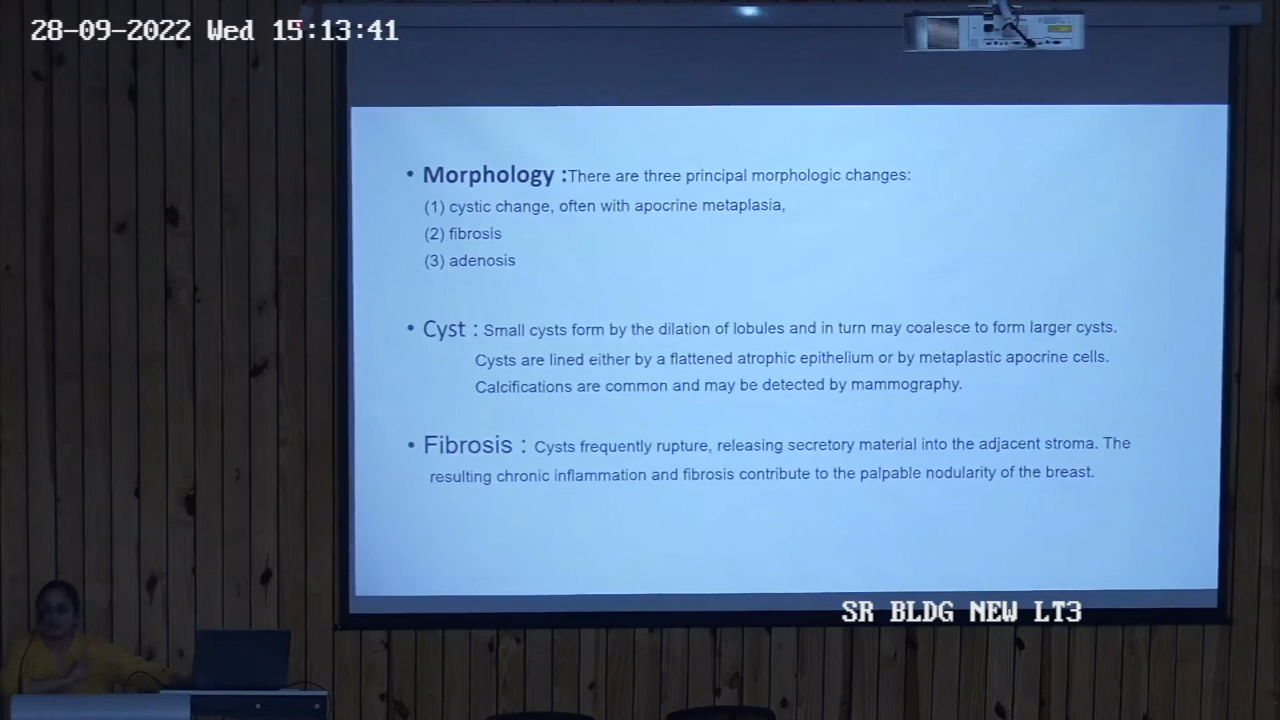 28-09-2022 Wed 15:13:41
• Morphology : There are three principal morphologic changes:
(1) cystic change, often with apocrine metaplasia,
(2) fibrosis
(3) adenosis
• Cyst : Small cysts form by the dilation of lobules and in turn may coalesce to form larger cysts.
Cysts are lined either by a flattened atrophic epithelium or by metaplastic apocrine cells.
Calcifications are common and may be detected by mammography.
• Fibrosis : Cysts frequently rupture, releasing secretory material into the adjacent stroma. The
resulting chronic inflammation and fibrosis contribute to the palpable nodularity of the breast.
SR BLDG NEW LT3